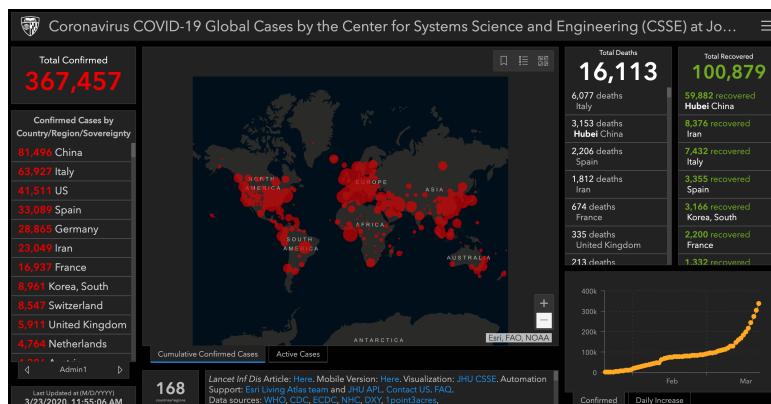 Coronavirus COVID-19 Global Cases by the Center for Systems Science and Engineering (CSSE) at Jo...
Total Confirmed
367,457
Confirmed Cases by
Country/Region/Sovereignty
81,496 China
63,927 Italy
41,511 US
33,089 Spain
28,865 Germany
23,049 Iran
16,937 France
8,961 Korea, South
8,547 Switzerland
5,911 United Kingdom
4,764 Netherlands
Admin1
Last Updated at (M/D/YYYY)
3/23/2020, 11:55:06 AM
NORTH
AMERICA
EUROPE
ASIA
AFRICA
SOUTH
AMERICA
AUSTRALIA
ANTARCTICA
Esri, FAO, NOAA
Cumulative Confirmed Cases
Active Cases
168
countries/regions
Lancet Inf Dis Article: Here. Mobile Version: Here. Visualization: JHU CSSE. Automation
Support: Esri Living Atlas team and JHU APL. Contact US. FAQ.
Data sources: WHO, CDC, ECDC, NHC, DXY, 1point3acres,
Total Deaths
16,113
6,077 deaths
Italy
3,153 deaths
Hubei China
2,206 deaths
Spain
1,812 deaths
Iran
674 deaths
France
335 deaths
United Kingdom
213 deaths
Total Recovered
100,879
59,882 recovered
Hubei China
8,376 recovered
Iran
7,432 recovered
Italy
3,355 recovered
Spain
3,166 recovered
Korea, South
2,200 recovered
France
1,332 recovered
400k
300k
200k
100k
0
Feb
Mar
Confirmed
Daily Increase